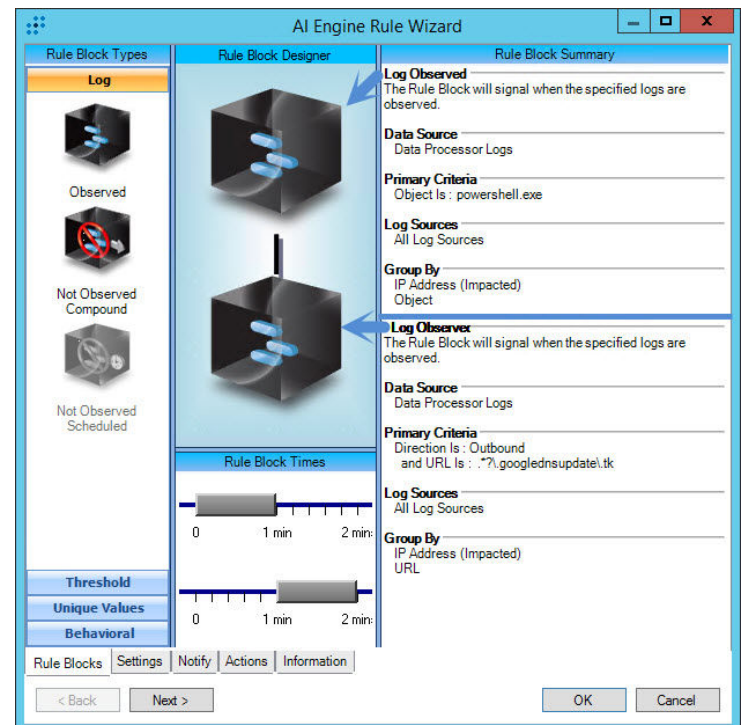 AI Engine Rule Wizard
Rule Block Types
Log
Observed
Not Observed
Compound
Not Observed
Scheduled
Threshold
Unique Values
Behavioral
Rule Block Designer
Rule Block Times
0 1 min 2 min:
0 1 min 2 min:
Rule Block Summary
Log Observed
The Rule Block will signal when the specified logs are
observed.
Data Source
Data Processor Logs
Primary Criteria
Object Is : powershell.exe
Log Sources
All Log Sources
Group By
IP Address (Impacted)
Object
Log Observed
The Rule Block will signal when the specified logs are
observed.
Data Source
Data Processor Logs
Primary Criteria
Direction Is : Outbound
and URL Is : .*?\.googlednsupdate\.tk
Log Sources
All Log Sources
Group By
IP Address (Impacted)
URL
Rule Blocks Settings Notify Actions Information
< Back Next > OK Cancel